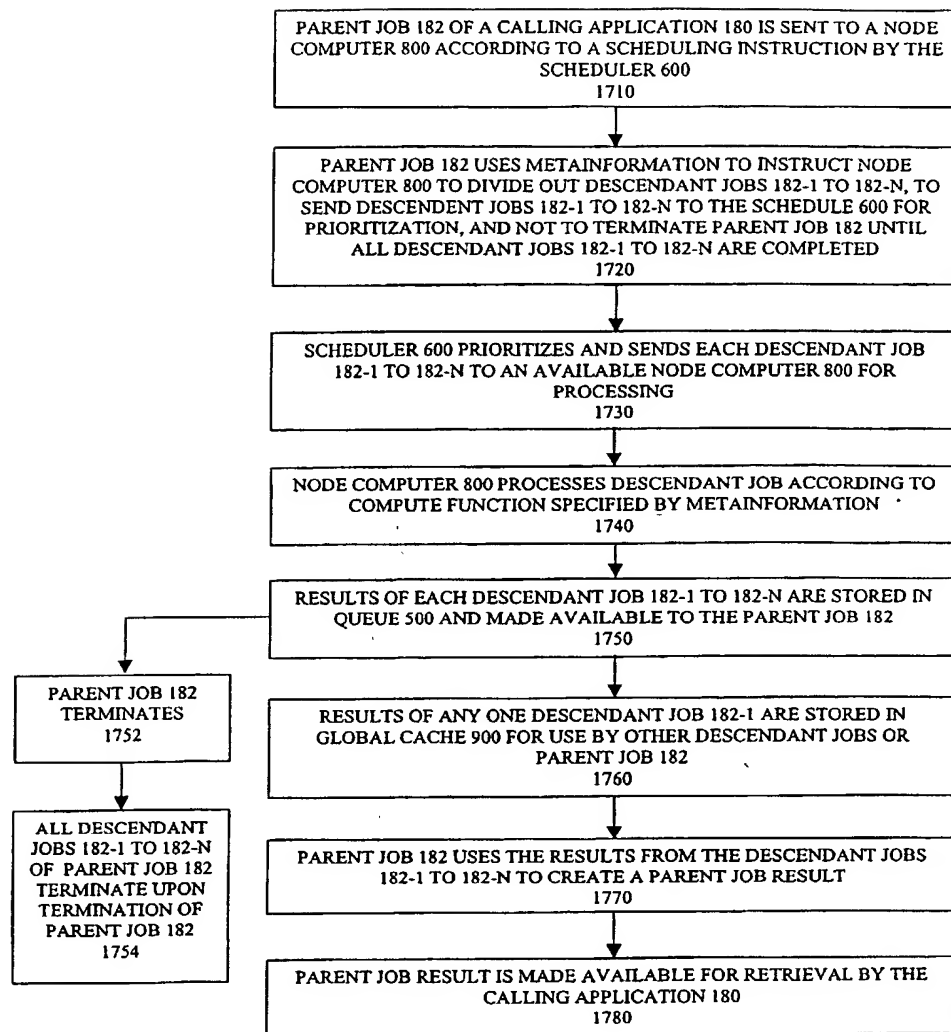 PARENT JOB 182 OF A CALLING APPLICATION 180 IS SENT TO A NODE
COMPUTER 800 ACCORDING TO A SCHEDULING INSTRUCTION BY THE
SCHEDULER 600
1710
PARENT JOB 182 USES METAINFORMATION TO INSTRUCT NODE
COMPUTER 800 TO DIVIDE OUT DESCENDANT JOBS 182-1 TO 182-N, TO
SEND DESCENDENT JOBS 182-1 TO 182-N TO THE SCHEDULE 600 FOR
PRIORITIZATION, AND NOT TO TERMINATE PARENT JOB 182 UNTIL
ALL DESCENDANT JOBS 182-1 TO 182-N ARE COMPLETED
1720
SCHEDULER 600 PRIORITIZES AND SENDS EACH DESCENDANT JOB
182-1 TO 182-N TO AN AVAILABLE NODE COMPUTER 800 FOR
PROCESSING
1730
NODE COMPUTER 800 PROCESSES DESCENDANT JOB ACCORDING TO
COMPUTE FUNCTION SPECIFIED BY METAINFORMATION
1740
RESULTS OF EACH DESCENDANT JOB 182-1 TO 182-N ARE STORED IN
QUEUE 500 AND MADE AVAILABLE TO THE PARENT JOB 182
1750
PARENT JOB 182
TERMINATES
1752
ALL DESCENDANT
JOBS 182-1 TO 182-N
OF PARENT JOB 182
TERMINATE UPON
TERMINATION OF
PARENT JOB 182
1754
RESULTS OF ANY ONE DESCENDANT JOB 182-1 ARE STORED IN
GLOBAL CACHE 900 FOR USE BY OTHER DESCENDANT JOBS OR
PARENT JOB 182
1760
PARENT JOB 182 USES THE RESULTS FROM THE DESCENDANT JOBS
182-1 TO 182-N TO CREATE A PARENT JOB RESULT
1770
PARENT JOB RESULT IS MADE AVAILABLE FOR RETRIEVAL BY THE
CALLING APPLICATION 180
1780